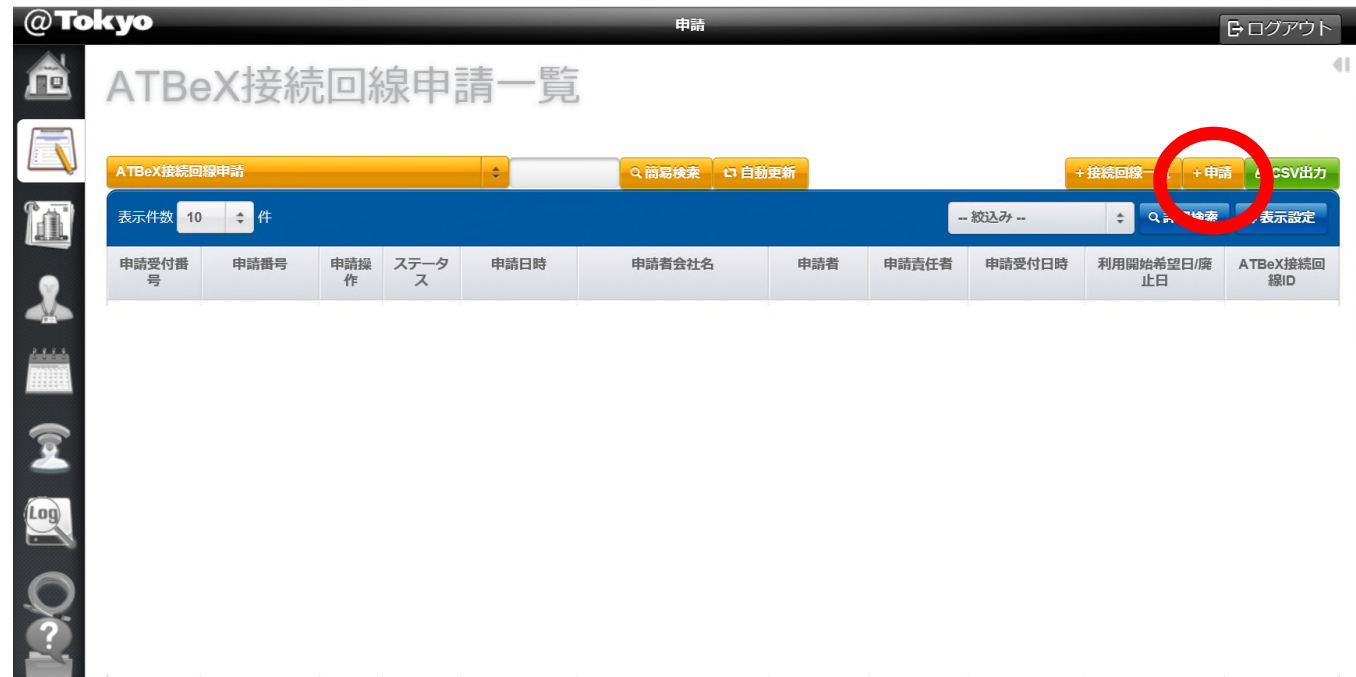 @Tokyo
申請
ログアウト
ATBeX接続回線申請一覧
ATBeX接続回線申請
簡易検索
自動更新
+接続回線一
+申請
CSV出力
表示件数 10 件
-- 絞込み --
検索
表示設定
申請受付番号
申請番号
申請操作
ステータス
申請日時
申請者会社名
申請者
申請責任者
申請受付日時
利用開始希望日/廃止日
ATBeX接続回線ID
Log
?